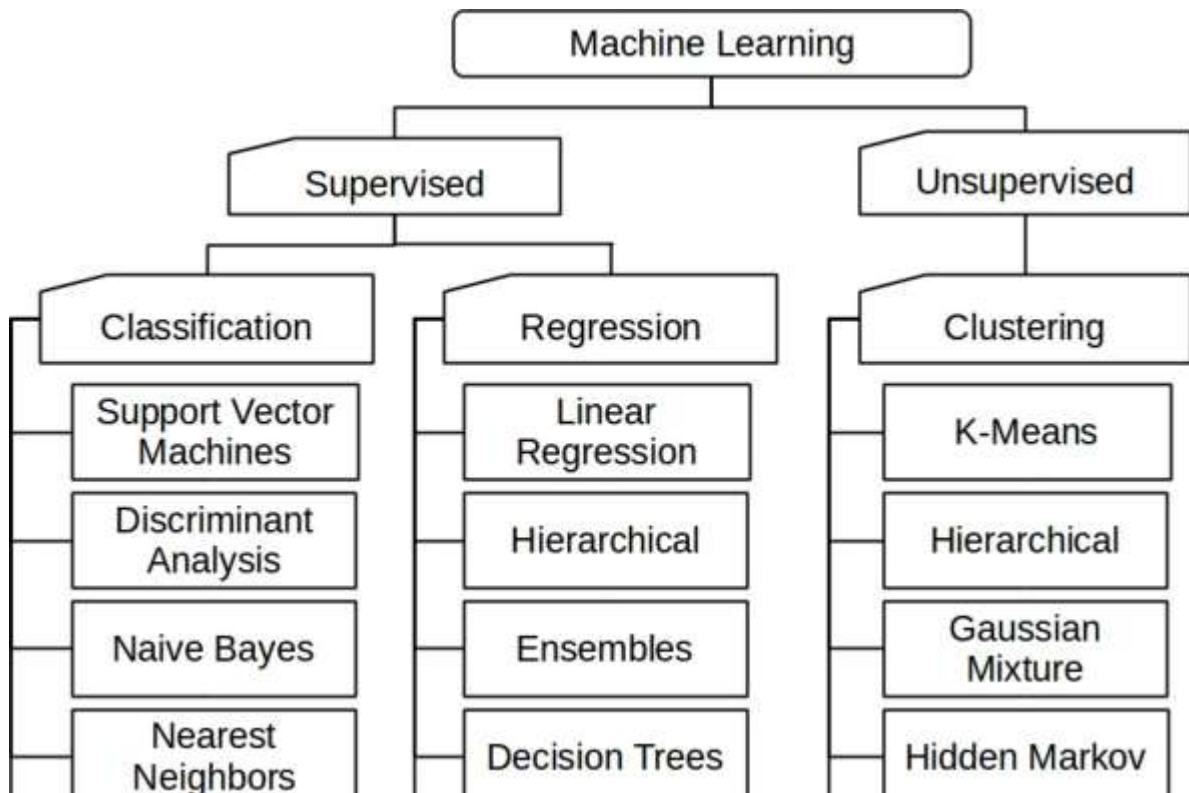 Machine Learning
Supervised
Unsupervised
Classification
Regression
Clustering
Support Vector
Machines
Linear
Regression
K-Means
Discriminant
Analysis
Hierarchical
Hierarchical
Naive Bayes
Ensembles
Gaussian
Mixture
Nearest
Neighbors
Decision Trees
Hidden Markov